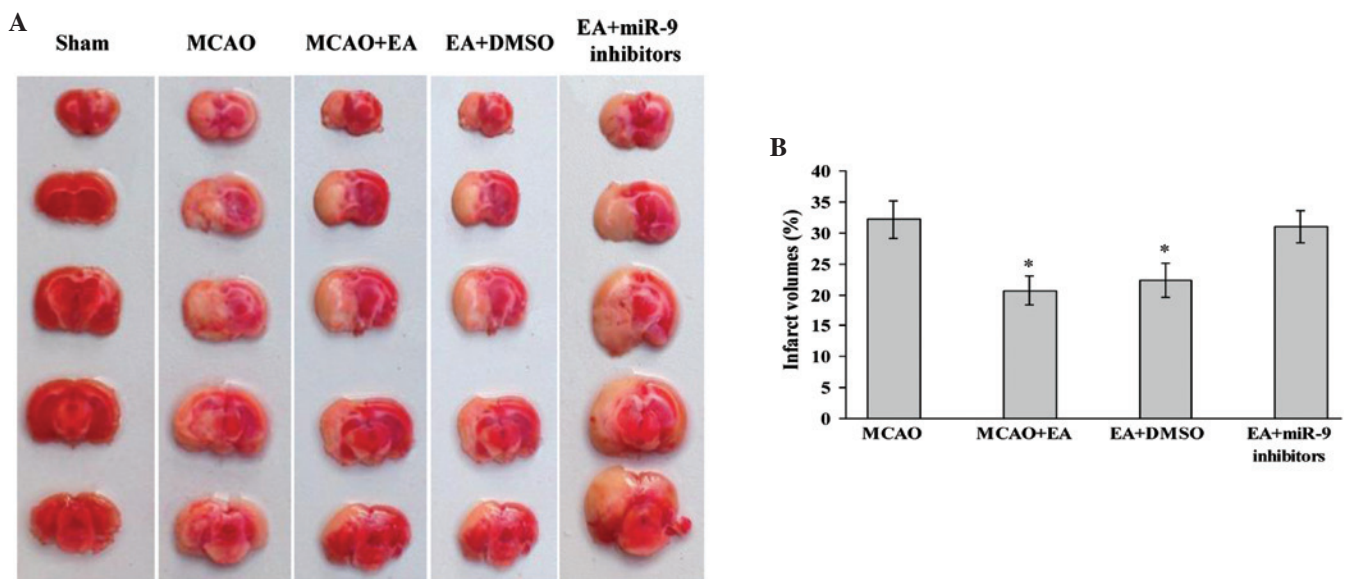 A
Sham
MCAO
MCAO+EA
EA+DMSO
EA+miR-9
inhibitors
B
40
35
30
25
20
15
10
5
0
Infarct volumes (%)
*
*
MCAO
MCAO+EA
EA+DMSO
EA+miR-9
inhibitors